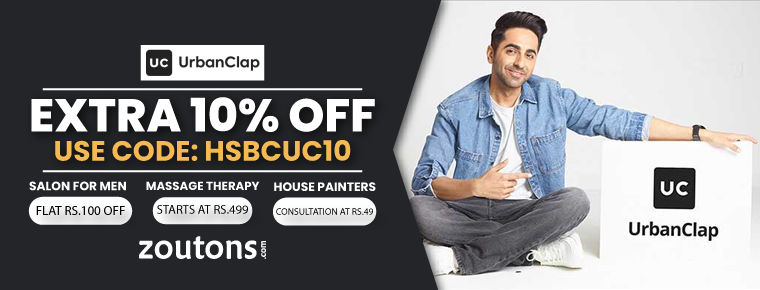 UC UrbanClap
EXTRA 10% OFF
USE CODE: HSBCUC10
SALON FOR MEN MASSAGE THERAPY HOUSE PAINTERS
FLAT RS.100 OFF STARTS AT RS.499 CONSULTATION AT RS.49
zoutons.com
UC
UrbanClap